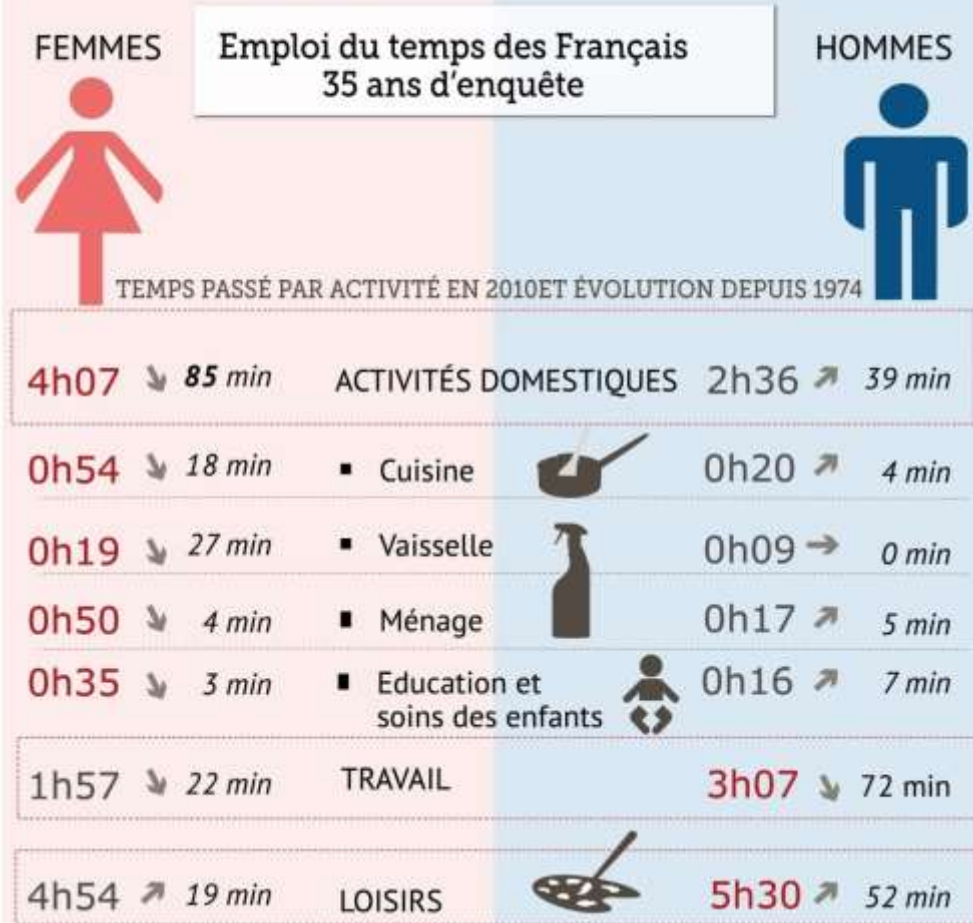 FEMMES
Emploi du temps des Français
35 ans d'enquête
HOMMES
TEMPS PASSÉ PAR ACTIVITÉ EN 2010ET ÉVOLUTION DEPUIS 1974
4h07 ↘ 85 min ACTIVITÉS DOMESTIQUES 2h36 ↗ 39 min
0h54 ↘ 18 min ▪ Cuisine 0h20 ↗ 4 min
0h19 ↘ 27 min ▪ Vaisselle 0h09 → 0 min
0h50 ↘ 4 min ▪ Ménage 0h17 ↗ 5 min
0h35 ↘ 3 min ▪ Education et 0h16 ↗ 7 min
soins des enfants
1h57 ↘ 22 min TRAVAIL 3h07 ↘ 72 min
4h54 ↗ 19 min LOISIRS 5h30 ↗ 52 min